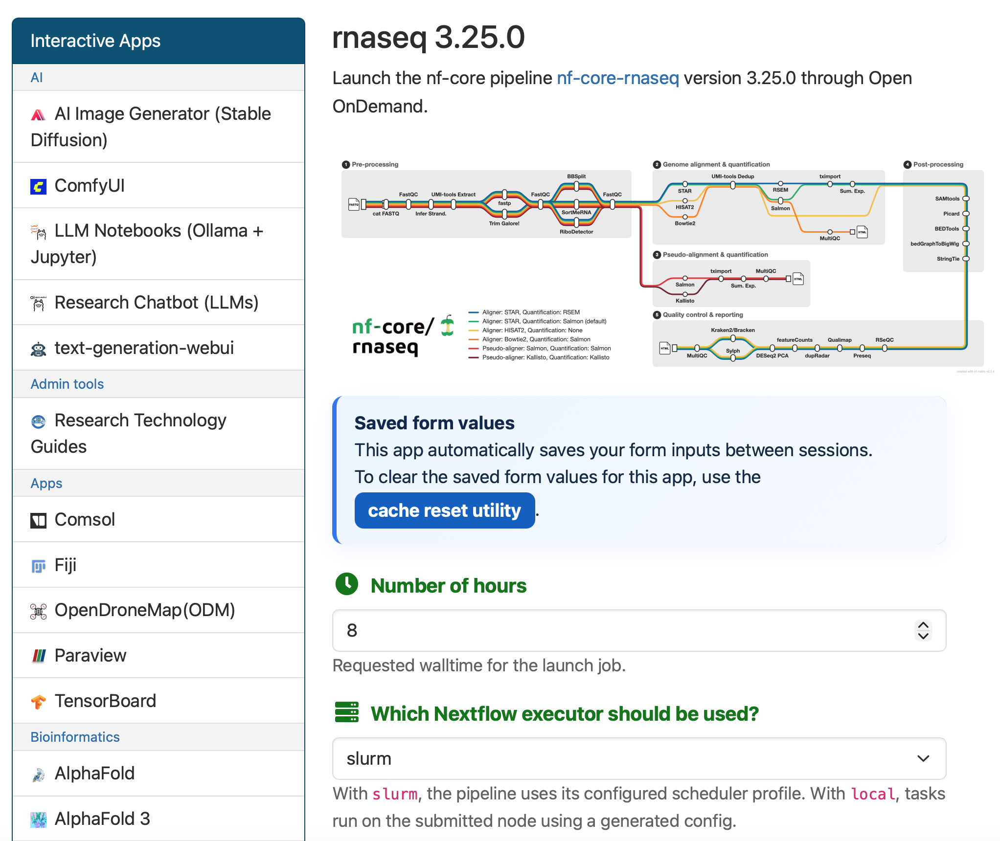 Interactive Apps
AI
AI Image Generator (Stable
Diffusion)
ComfyUI
LLM Notebooks (Ollama +
Jupyter)
Research Chatbot (LLMs)
text-generation-webui
Admin tools
Research Technology
Guides
Apps
Comsol
Fiji
OpenDroneMap(ODM)
Paraview
TensorBoard
Bioinformatics
AlphaFold
AlphaFold 3
rnaseq 3.25.0
Launch the nf-core pipeline nf-core-rnaseq version 3.25.0 through Open
OnDemand.
1 Pre-processing
FASTQ
cat FASTQ
FastQC
Infer Strand.
UMI-tools Extract
fastp
Trim Galore!
FastQC
BBSplit
SortMeRNA
RiboDetector
FastQC
2 Genome alignment & quantification
STAR
HISAT2
Bowtie2
UMI-tools Dedup
RSEM
Salmon
tximport
Sum. Exp.
MultiQC
HTML
3 Pseudo-alignment & quantification
Salmon
Kallisto
tximport
Sum. Exp.
MultiQC
HTML
4 Post-processing
SAMtools
Picard
BEDTools
bedGraphToBigWig
StringTie
5 Quality control & reporting
HTML
MultiQC
Kraken2/Bracken
Sylph
DESeq2 PCA
featureCounts
dupRadar
Qualimap
Preseq
RSeQC
nf-core/
rnaseq
Aligner: STAR, Quantification: RSEM
Aligner: STAR, Quantification: Salmon (default)
Aligner: HISAT2, Quantification: None
Aligner: Bowtie2, Quantification: Salmon
Pseudo-aligner: Salmon, Quantification: Salmon
Pseudo-aligner: Kallisto, Quantification: Kallisto
created with nf-metro v0.5.4
Saved form values
This app automatically saves your form inputs between sessions.
To clear the saved form values for this app, use the
cache reset utility.
Number of hours
8
Requested walltime for the launch job.
Which Nextflow executor should be used?
slurm
With slurm, the pipeline uses its configured scheduler profile. With local, tasks
run on the submitted node using a generated config.